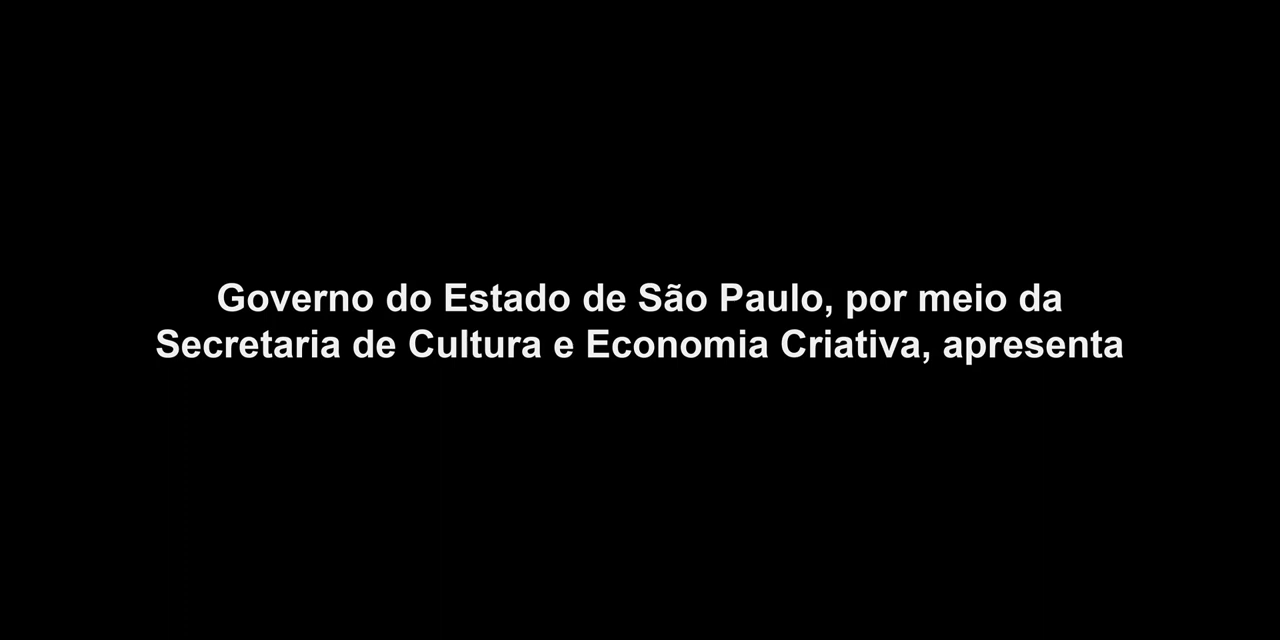 Governo do Estado de São Paulo, por meio da
Secretaria de Cultura e Economia Criativa, apresenta